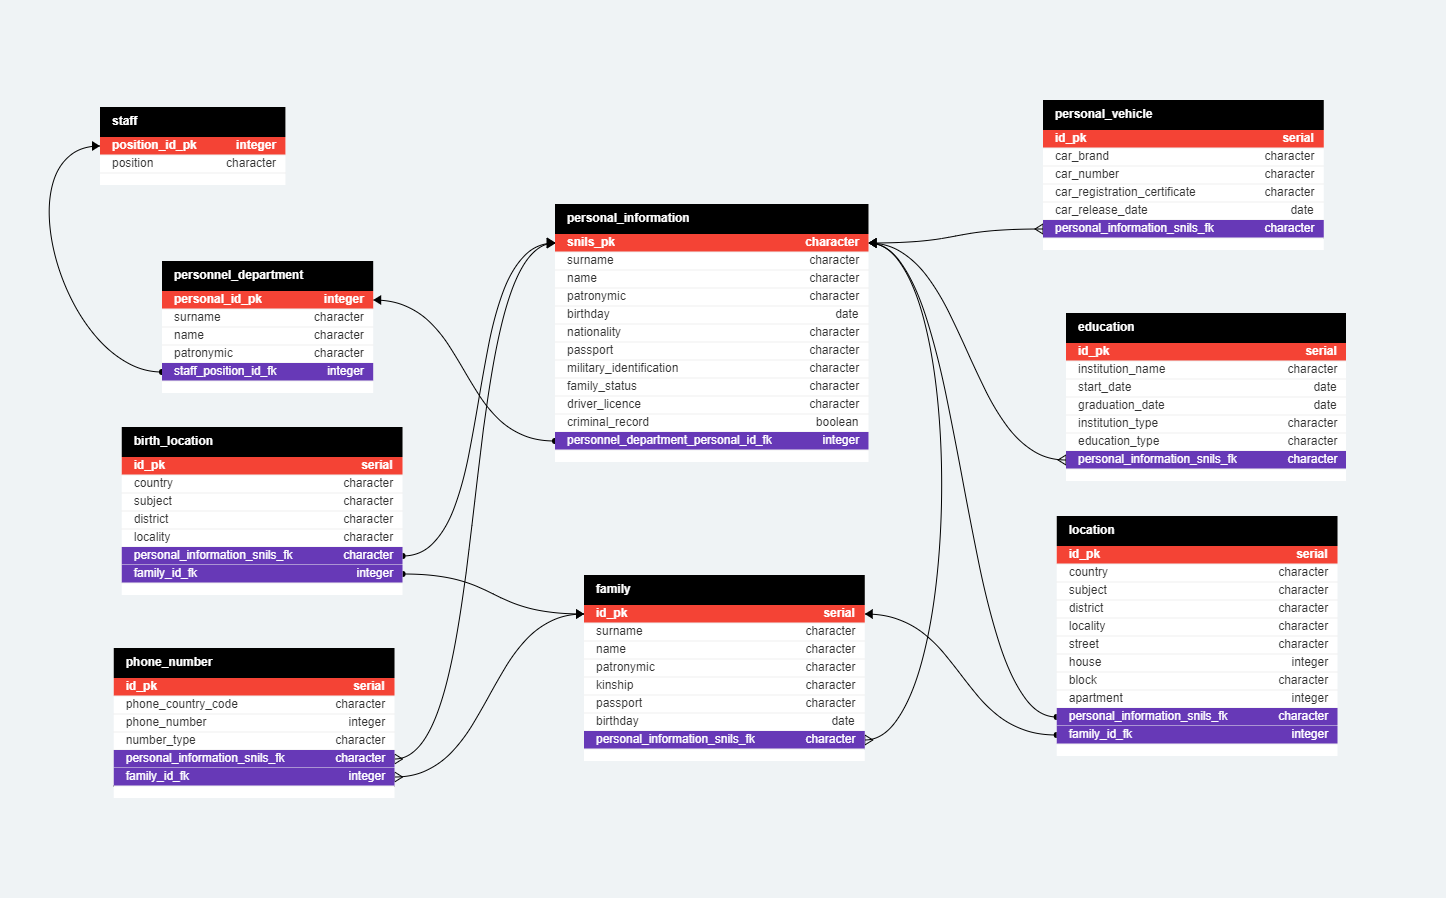 staff
position_id_pk integer
position character
personnel_department
personal_id_pk integer
surname character
name character
patronymic character
staff_position_id_fk integer
birth_location
id_pk serial
country character
subject character
district character
locality character
personal_information_snils_fk character
family_id_fk integer
phone_number
id_pk serial
phone_country_code character
phone_number integer
number_type character
personal_information_snils_fk character
family_id_fk integer
personal_information
snils_pk character
surname character
name character
patronymic character
birthday date
nationality character
passport character
military_identification character
family_status character
driver_licence character
criminal_record boolean
personnel_department_personal_id_fk integer
family
id_pk serial
surname character
name character
patronymic character
kinship character
passport character
birthday date
personal_information_snils_fk character
personal_vehicle
id_pk serial
car_brand character
car_number character
car_registration_certificate character
car_release_date date
personal_information_snils_fk character
education
id_pk serial
institution_name character
start_date date
graduation_date date
institution_type character
education_type character
personal_information_snils_fk character
location
id_pk serial
country character
subject character
district character
locality character
street character
house integer
block character
apartment integer
personal_information_snils_fk character
family_id_fk integer